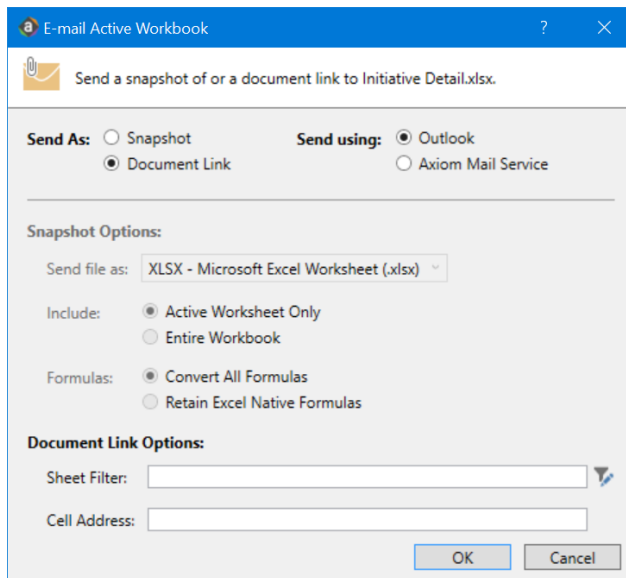 E-mail Active Workbook ?
Send a snapshot of or a document link to Initiative Detail.xlsx.
Send As: Snapshot Send using: Outlook
Document Link Axiom Mail Service
Snapshot Options:
Send file as: XLSX - Microsoft Excel Worksheet (.xlsx)
Include: Active Worksheet Only
Entire Workbook
Formulas: Convert All Formulas
Retain Excel Native Formulas
Document Link Options:
Sheet Filter:
Cell Address:
OK Cancel